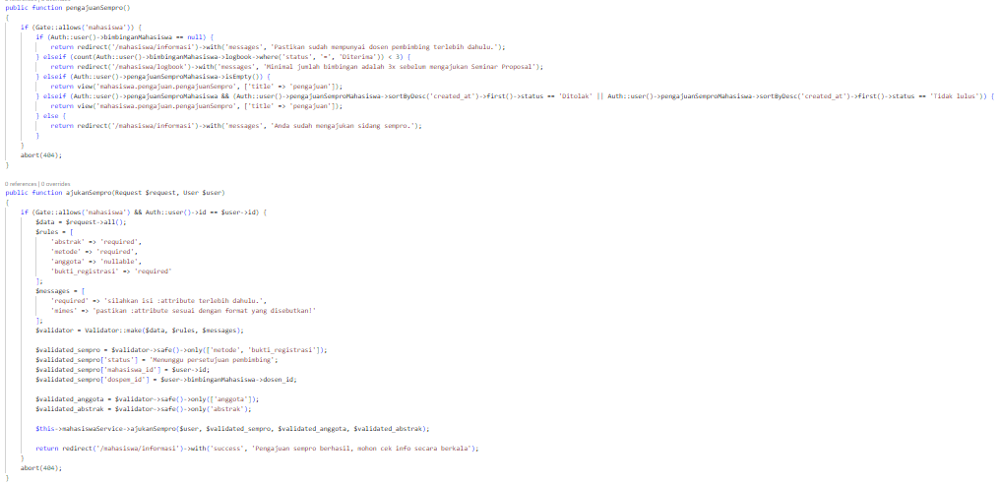 public function pengajuanSempro()
{
if (Gate::allows('mahasiswa')) {
if (Auth::user()->bimbinganMahasiswa == null) {
return redirect('/mahasiswa/informasi')->with('messages', 'Pastikan sudah mempunyai dosen pembimbing terlebih dahulu.');
} elseif (count(Auth::user()->bimbinganMahasiswa->logbook->where('status', '=', 'Diterima')) < 3) {
return redirect('/mahasiswa/logbook')->with('messages', 'Minimal jumlah bimbingan adalah 3x sebelum mengajukan Seminar Proposal');
} elseif (Auth::user()->pengajuanSemproMahasiswa->isEmpty()) {
return view('mahasiswa.pengajuan.pengajuanSempro', ['title' => 'pengajuan']);
} elseif (Auth::user()->pengajuanSemproMahasiswa && (Auth::user()->pengajuanSemproMahasiswa->sortByDesc('created_at')->first()->status == 'Ditolak' || Auth::user()->pengajuanSemproMahasiswa->sortByDesc('created_at')->first()->status == 'Tidak lulus')) {
return view('mahasiswa.pengajuan.pengajuanSempro', ['title' => 'pengajuan']);
} else {
return redirect('/mahasiswa/informasi')->with('messages', 'Anda sudah mengajukan sidang sempro.');
}
}
abort(404);
}
0 references | 0 overrides
public function ajukanSempro(Request $request, User $user)
{
if (Gate::allows('mahasiswa') && Auth::user()->id == $user->id) {
$data = $request->all();
$rules = [
'abstrak' => 'required',
'metode' => 'required',
'anggota' => 'nullable',
'bukti_registrasi' => 'required'
];
$messages = [
'required' => 'silahkan isi :attribute terlebih dahulu.',
'mimes' => 'pastikan :attribute sesuai dengan format yang disebutkan!'
];
$validator = Validator::make($data, $rules, $messages);
$validated_sempro = $validator->safe()->only(['metode', 'bukti_registrasi']);
$validated_sempro['status'] = 'Menunggu persetujuan pembimbing';
$validated_sempro['mahasiswa_id'] = $user->id;
$validated_sempro['dospem_id'] = $user->bimbinganMahasiswa->dosen_id;
$validated_anggota = $validator->safe()->only(['anggota']);
$validated_abstrak = $validator->safe()->only('abstrak');
$this->mahasiswaService->ajukanSempro($user, $validated_sempro, $validated_anggota, $validated_abstrak);
return redirect('/mahasiswa/informasi')->with('success', 'Pengajuan sempro berhasil, mohon cek info secara berkala');
}
abort(404);
}